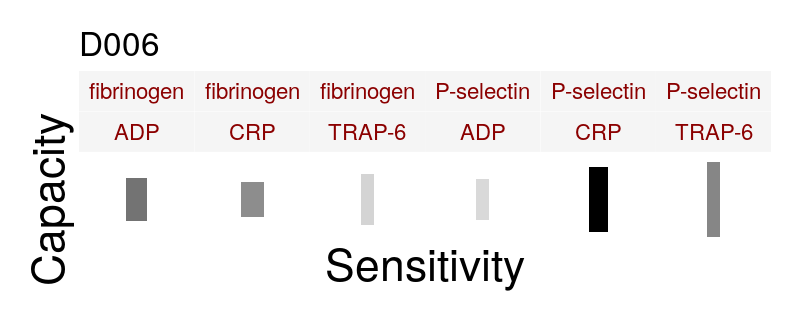 D006
fibrinogen fibrinogen fibrinogen P-selectin P-selectin P-selectin
ADP CRP TRAP-6 ADP CRP TRAP-6
Capacity
Sensitivity